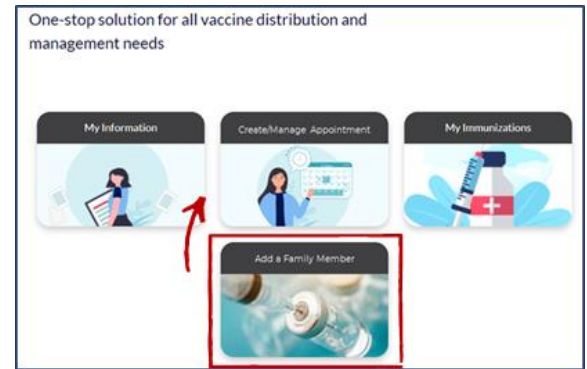 One-stop solution for all vaccine distribution and
management needs
My Information
Create/Manage Appointment
My Immunizations
Add a Family Member